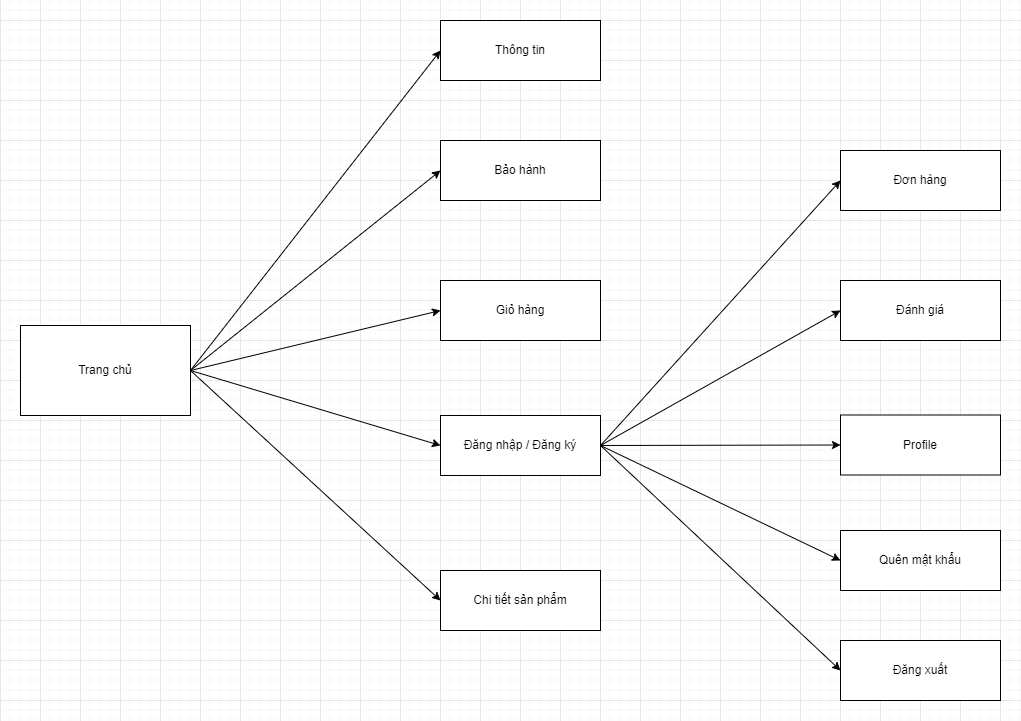 Thông tin
Bảo hành
Đơn hàng
Giỏ hàng
Đánh giá
Trang chủ
Đăng nhập / Đăng ký
Profile
Quên mật khẩu
Chi tiết sản phẩm
Đăng xuất